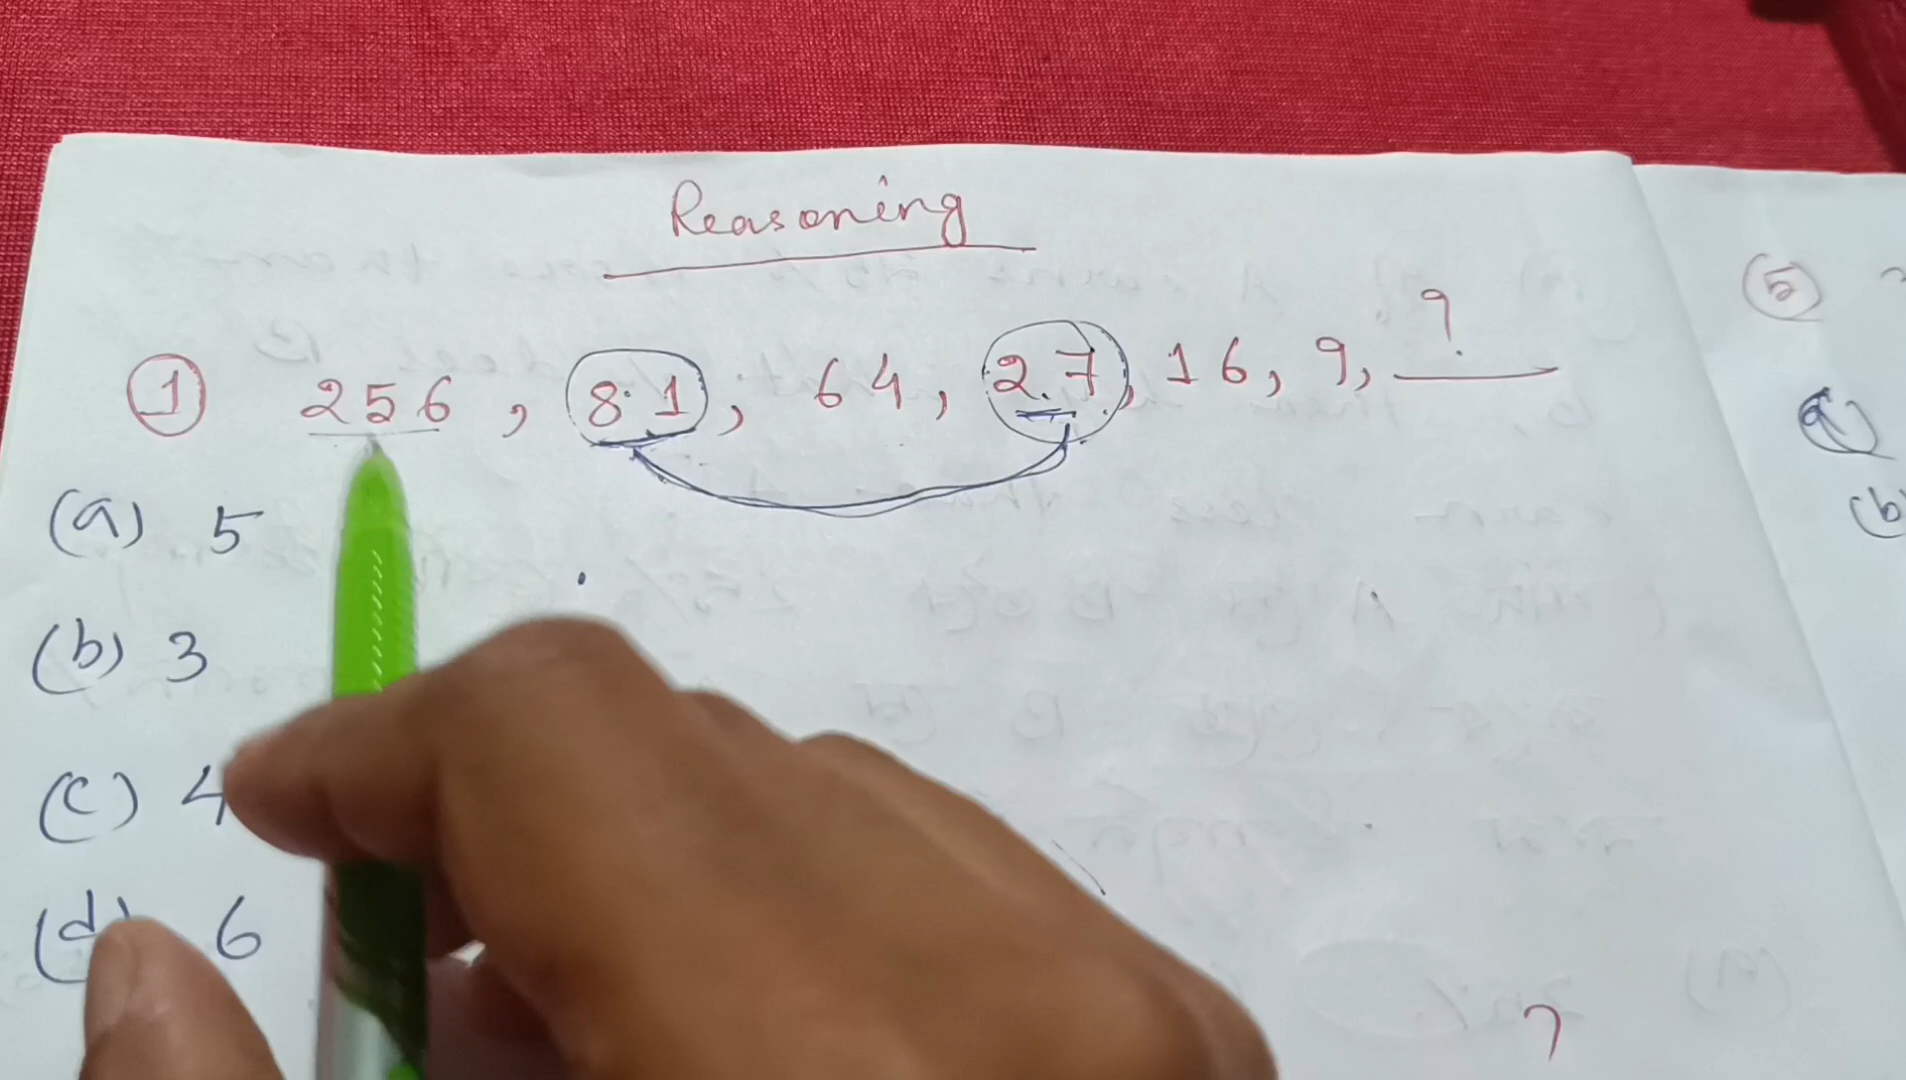 Reasoning
① 256, 81, 64, 27, 16, 9, ?
(a) 5
(b) 3
(c) 4
(d) 6
?
(5)
(a)
(b